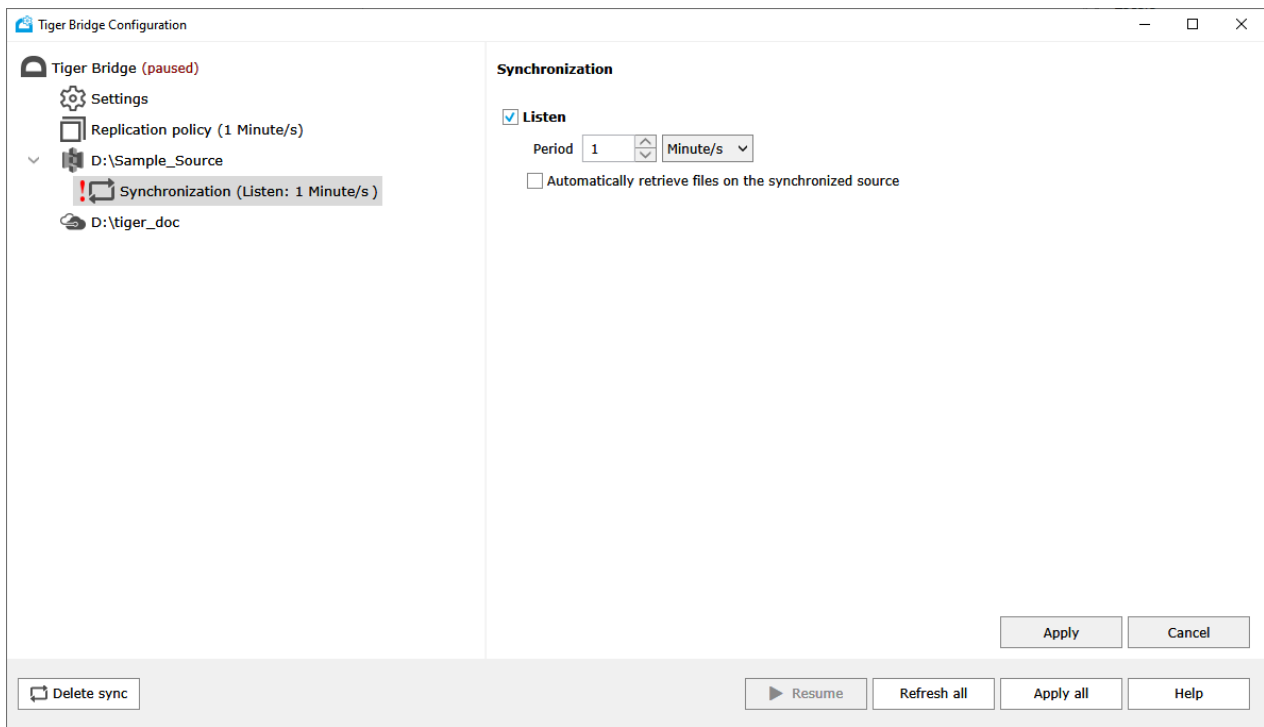 Tiger Bridge Configuration
Tiger Bridge (paused)
Settings
Replication policy (1 Minute/s)
D:\Sample_Source
Synchronization (Listen: 1 Minute/s )
D:\tiger_doc
Synchronization
Listen
Period 1 Minute/s
Automatically retrieve files on the synchronized source
Apply Cancel
Delete sync Resume Refresh all Apply all Help